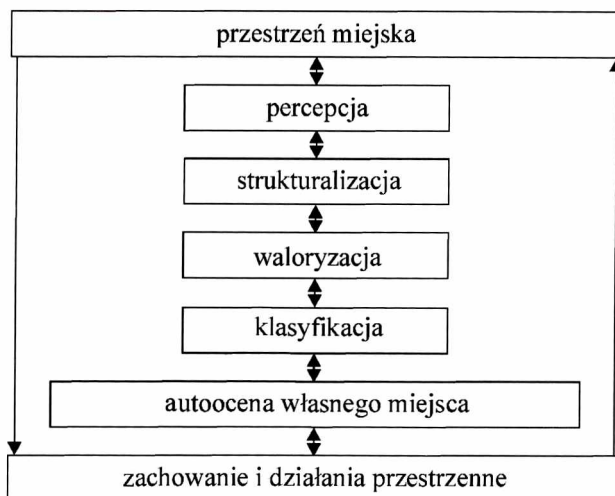 przestrzeń miejska
percepcja
strukturalizacja
waloryzacja
klasyfikacja
autoocena własnego miejsca
zachowanie i działania przestrzenne